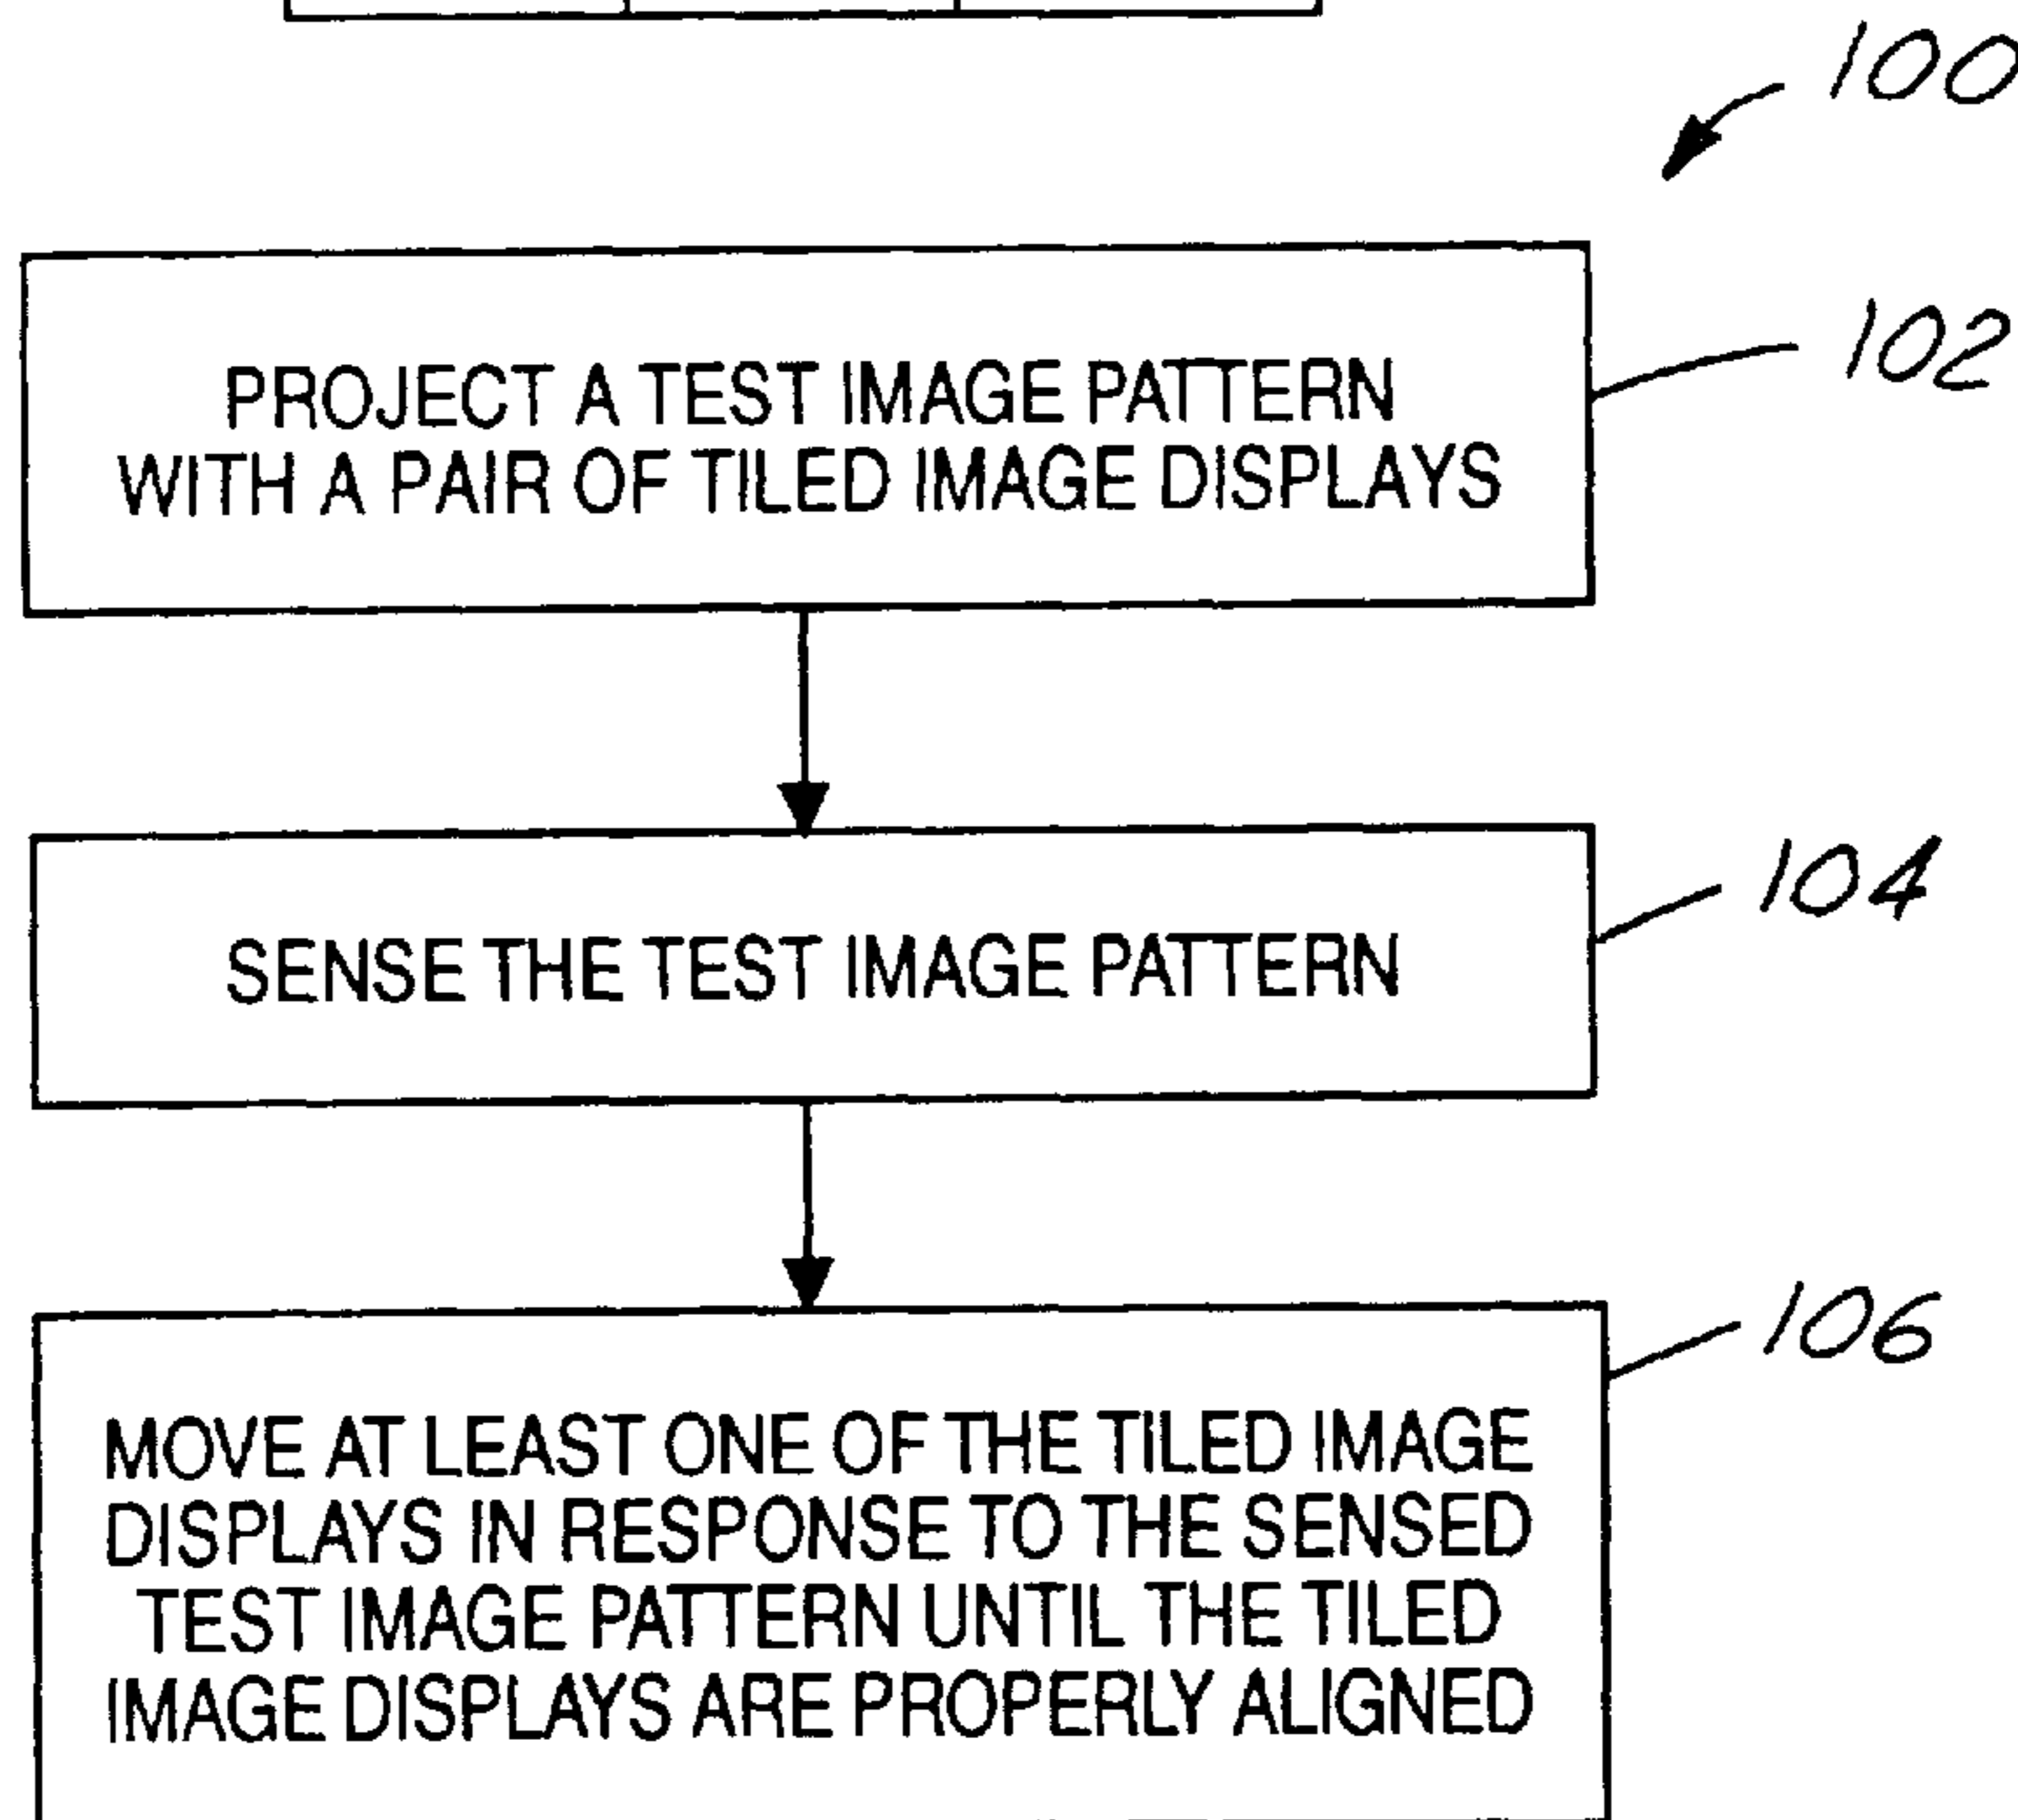 100
PROJECT A TEST IMAGE PATTERN
WITH A PAIR OF TILED IMAGE DISPLAYS
102
SENSE THE TEST IMAGE PATTERN
104
MOVE AT LEAST ONE OF THE TILED IMAGE
DISPLAYS IN RESPONSE TO THE SENSED
TEST IMAGE PATTERN UNTIL THE TILED
IMAGE DISPLAYS ARE PROPERLY ALIGNED
106